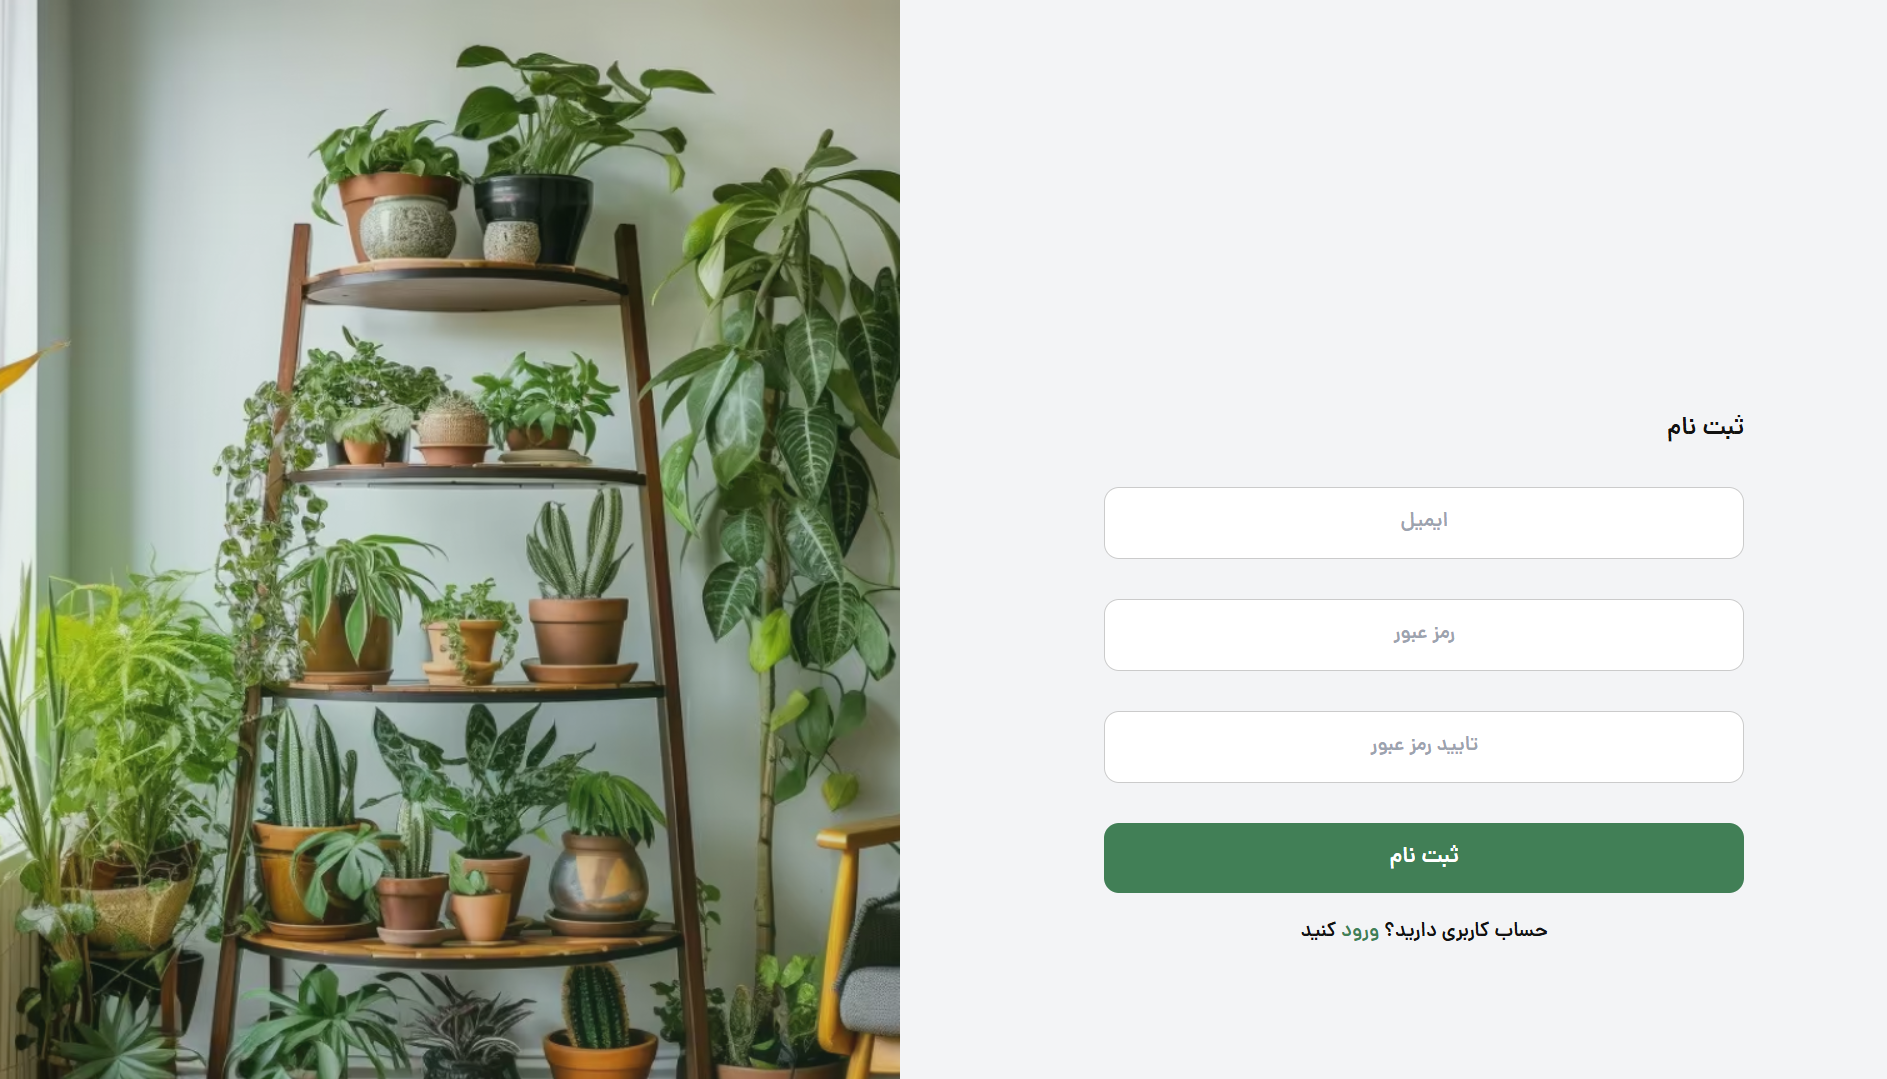 ثبت نام
ایمیل
رمز عبور
تایید رمز عبور
ثبت نام
حساب کاربری دارید؟ ورود کنید